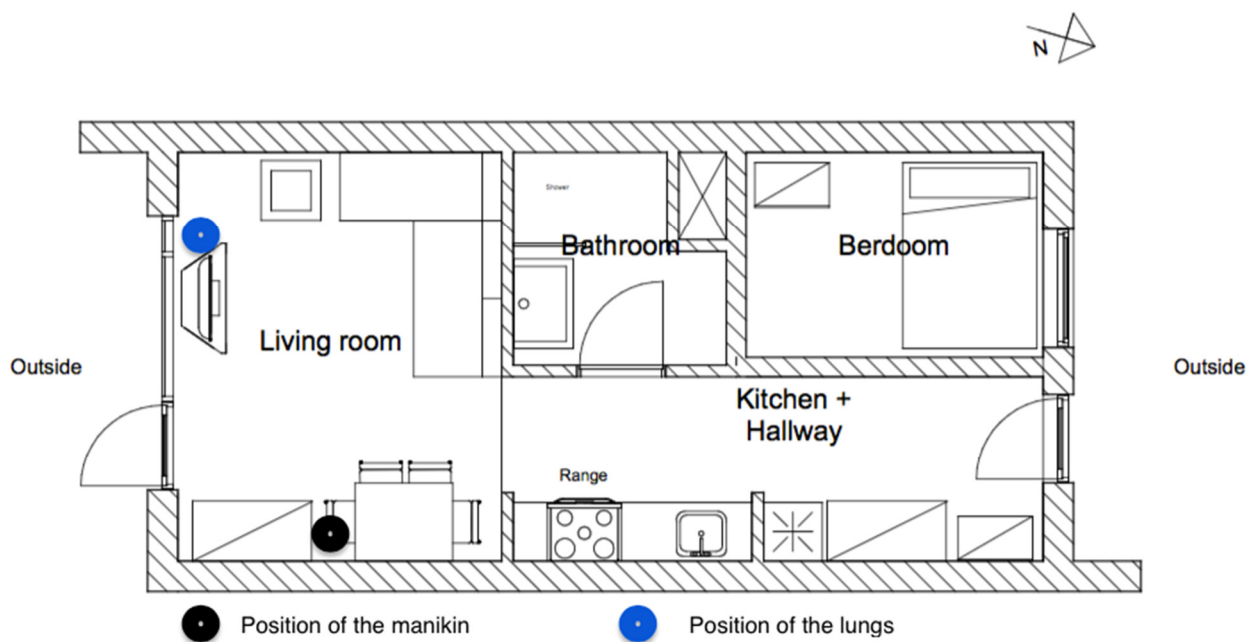 N
Shower
Bathroom
Berdoom
Living room
Outside
Outside
Kitchen +
Hallway
Range
Position of the manikin
Position of the lungs